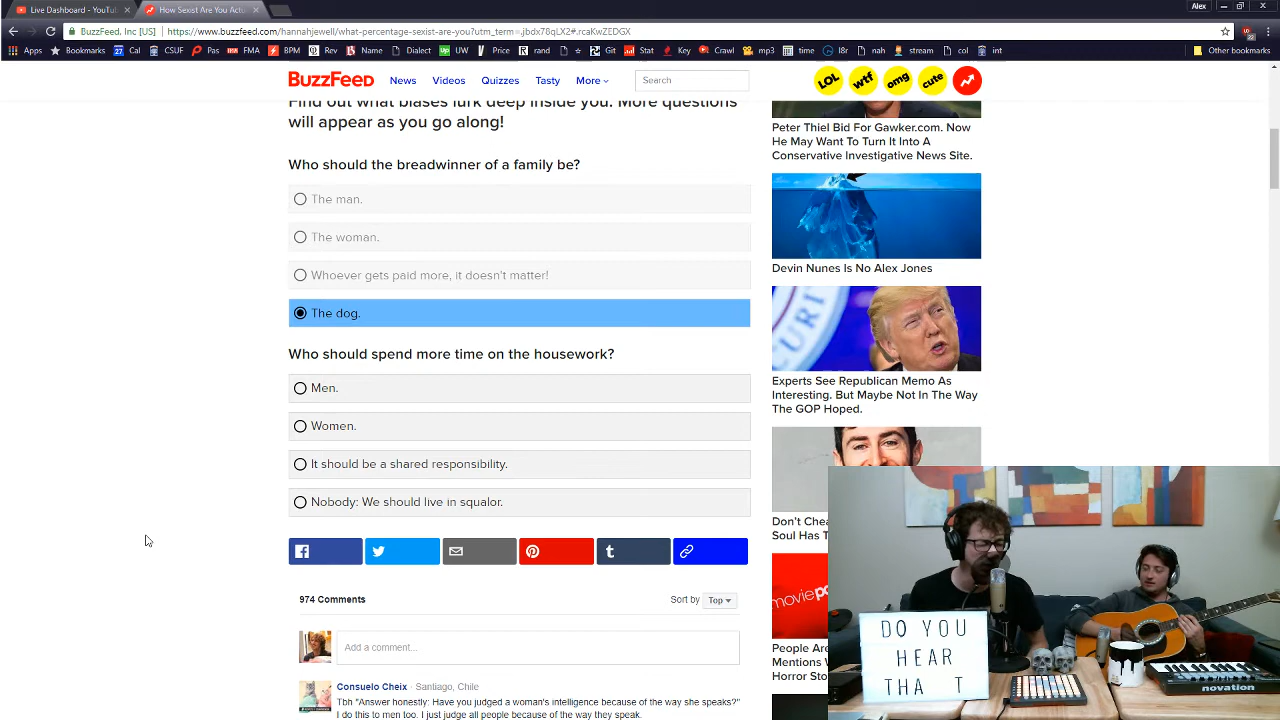 Live Dashboard - YouTub
How Sexist Are You Actu
Alex
BuzzFeed, Inc [US]
https://www.buzzfeed.com/hannahjewell/what-percentage-sexist-are-you?utm_term=.jbdx78qLX2#.rcaKwZEDGX
Apps
Bookmarks
27 Cal
CSUF
Pas
FMA
BPM
rand
Name
Dialect
UW
Price
rand
Git
Stat
Key
Crawl
mp3
time
l8r
nah
stream
col
int
Other bookmarks
BuzzFeed
News
Videos
Quizzes
Tasty
More
Search
LOL
wtf
omg
cute
Find out what biases lurk deep inside you. More questions
will appear as you go along!
Who should the breadwinner of a family be?
The man.
The woman.
Whoever gets paid more, it doesn't matter!
The dog.
Who should spend more time on the housework?
Men.
Women.
It should be a shared responsibility.
Nobody: We should live in squalor.
974 Comments
Sort by
Top
Add a comment...
Consuelo Cheix · Santiago, C
Tbh "Answer honestly: Have you judged a woman's intelligence because of the way she speaks?"
I do this to men too. I just judge all people because of the way they speak.
Peter Thiel Bid For Gawker.com. Now
He May Want To Turn It Into A
Conservative Investigative News Site.
Devin Nunes Is No Alex Jones
Experts See Republican Memo As
Interesting. But Maybe Not In The Way
The GOP Hoped.
Don't Chea
Soul Has T
moviepa
People Are
Mentions W
Horror Sto
DO YOU
HEAR
THA T
novation